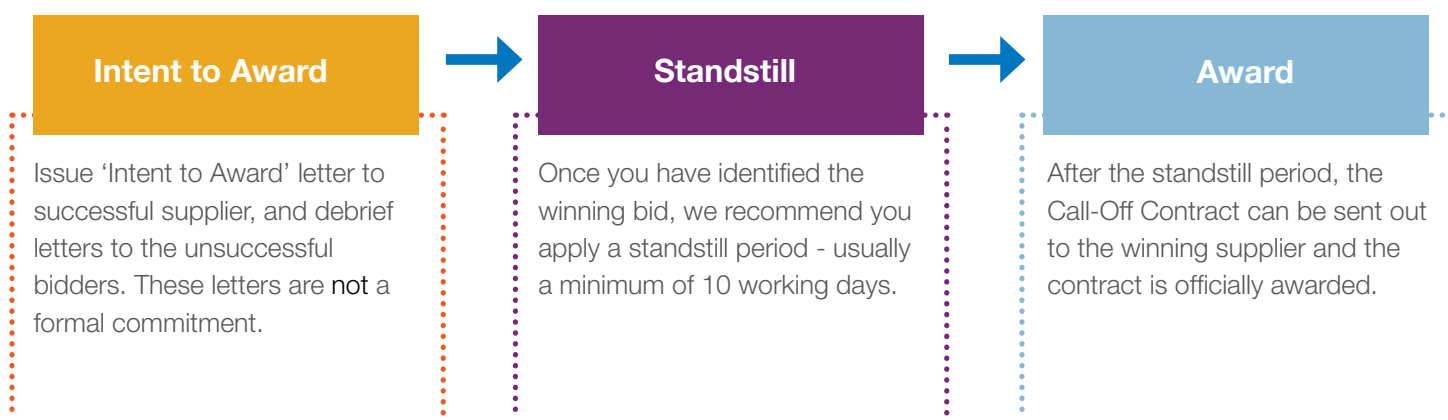 Intent to Award
Issue ‘Intent to Award’ letter to
successful supplier, and debrief
letters to the unsuccessful
bidders. These letters are not a
formal commitment.
Standstill
Once you have identified the
winning bid, we recommend you
apply a standstill period - usually
a minimum of 10 working days.
Award
After the standstill period, the
Call-Off Contract can be sent out
to the winning supplier and the
contract is officially awarded.